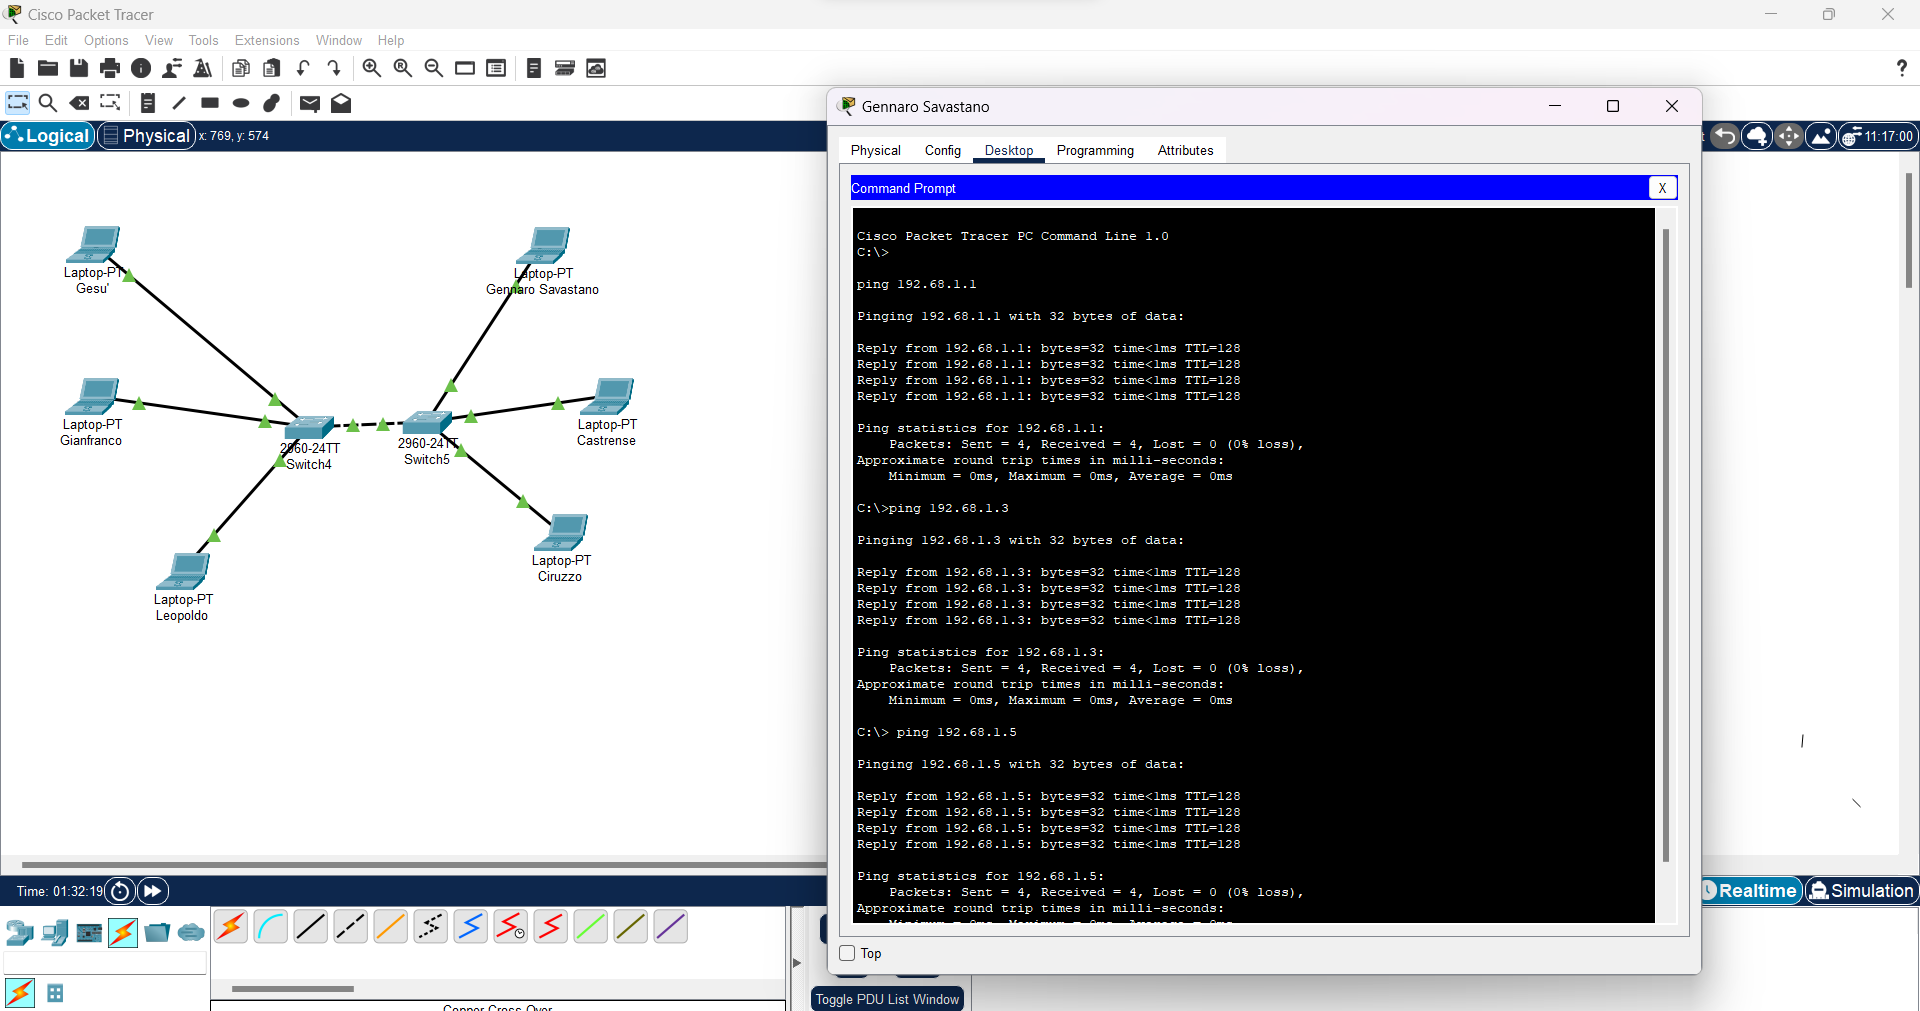 Cisco Packet Tracer
File Edit Options View Tools Extensions Window Help
Logical Physical x: 769, y: 574
11:17:00
Laptop-PT
Gesu'
Laptop-PT
Gennaro Savastano
Laptop-PT
Gianfranco
2960-24TT
Switch4
2960-24TT
Switch5
Laptop-PT
Castrense
Laptop-PT
Ciruzzo
Laptop-PT
Leopoldo
Gennaro Savastano
Physical Config Desktop Programming Attributes
Command Prompt
X
Cisco Packet Tracer PC Command Line 1.0
C:\>
ping 192.68.1.1
Pinging 192.68.1.1 with 32 bytes of data:
Reply from 192.68.1.1: bytes=32 time<1ms TTL=128
Reply from 192.68.1.1: bytes=32 time<1ms TTL=128
Reply from 192.68.1.1: bytes=32 time<1ms TTL=128
Reply from 192.68.1.1: bytes=32 time<1ms TTL=128
Ping statistics for 192.68.1.1:
Packets: Sent = 4, Received = 4, Lost = 0 (0% loss),
Approximate round trip times in milli-seconds:
Minimum = 0ms, Maximum = 0ms, Average = 0ms
C:\>ping 192.68.1.3
Pinging 192.68.1.3 with 32 bytes of data:
Reply from 192.68.1.3: bytes=32 time<1ms TTL=128
Reply from 192.68.1.3: bytes=32 time<1ms TTL=128
Reply from 192.68.1.3: bytes=32 time<1ms TTL=128
Reply from 192.68.1.3: bytes=32 time<1ms TTL=128
Ping statistics for 192.68.1.3:
Packets: Sent = 4, Received = 4, Lost = 0 (0% loss),
Approximate round trip times in milli-seconds:
Minimum = 0ms, Maximum = 0ms, Average = 0ms
C:\> ping 192.68.1.5
Pinging 192.68.1.5 with 32 bytes of data:
Reply from 192.68.1.5: bytes=32 time<1ms TTL=128
Reply from 192.68.1.5: bytes=32 time<1ms TTL=128
Reply from 192.68.1.5: bytes=32 time<1ms TTL=128
Reply from 192.68.1.5: bytes=32 time<1ms TTL=128
Ping statistics for 192.68.1.5:
Packets: Sent = 4, Received = 4, Lost = 0 (0% loss),
Approximate round trip times in milli-seconds:
Top
Time: 01:32:19
Realtime Simulation
Copper Cross-Over
Toggle PDU List Window